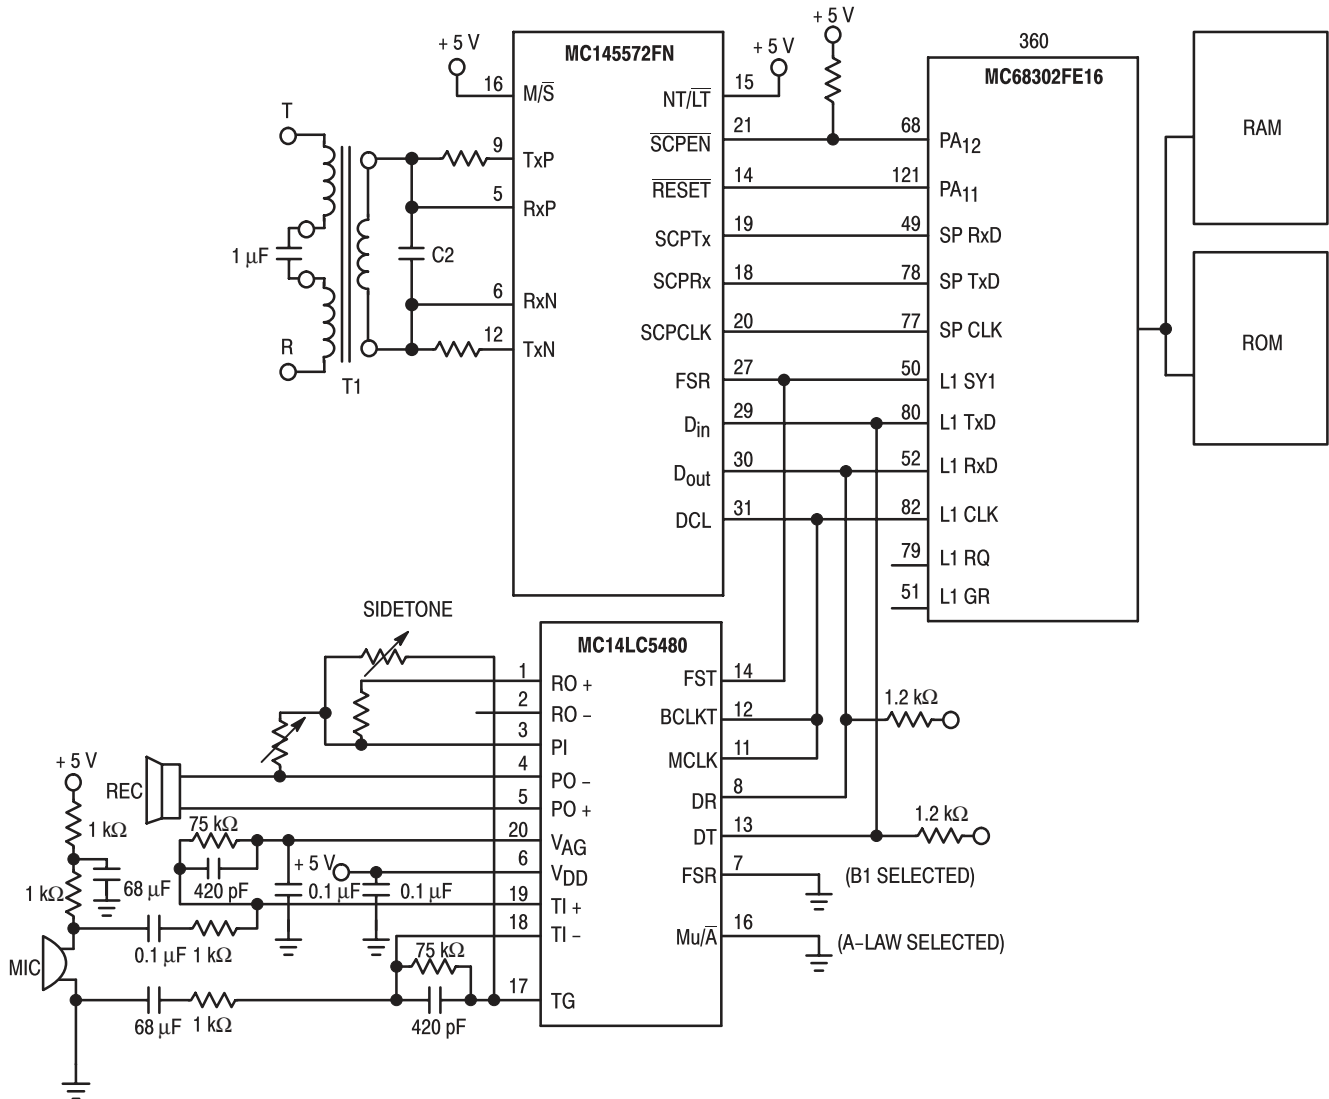 + 5 V
360
+ 5 V
MC145572FN
+ 5 V
MC68302FE16
16
M/S̅
NT/L̅T̅
15
T
RAM
21
68
S̅C̅P̅E̅N̅
PA12
9
TxP
14
121
R̅E̅S̅E̅T̅
PA11
5
RxP
19
49
SCPTx
SP RxD
1 µF
C2
18
78
SCPRx
SP TxD
6
RxN
20
77
SCPCLK
SP CLK
12
TxN
ROM
R
T1
27
50
FSR
L1 SY1
29
80
Din
L1 TxD
30
52
Dout
L1 RxD
31
82
DCL
L1 CLK
79
L1 RQ
51
L1 GR
SIDETONE
MC14LC5480
1
RO +
FST
14
2
RO –
BCLKT
12
1.2 kΩ
3
PI
MCLK
11
+ 5 V
4
PO –
REC
DR
8
5
PO +
1 kΩ
75 kΩ
20
VAG
DT
13
1.2 kΩ
+ 5 V
6
VDD
FSR
7
(B1 SELECTED)
1 kΩ
68 µF
420 pF
0.1 µF
0.1 µF
19
TI +
18
TI –
Mu/A̅
16
(A–LAW SELECTED)
0.1 µF
1 kΩ
75 kΩ
MIC
17
TG
68 µF
1 kΩ
420 pF